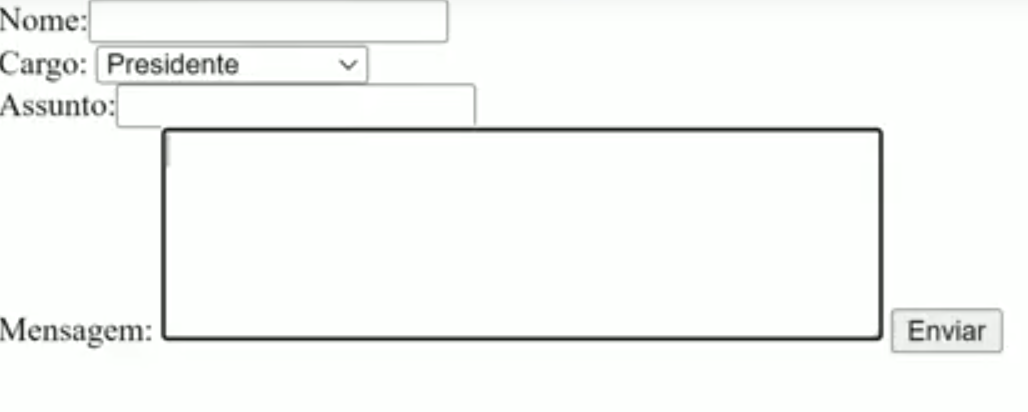 Nome:
Cargo: Presidente
Assunto:
Mensagem: Enviar